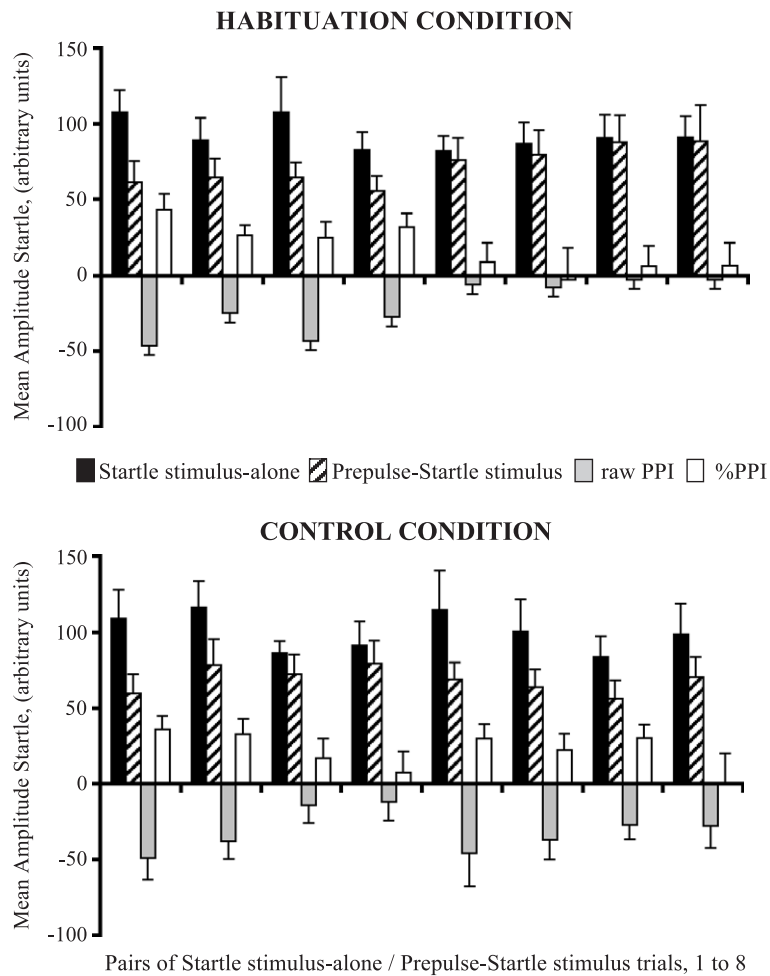 HABITUATION CONDITION
Mean Amplitude Startle, (arbitrary units)
150
100
50
0
-50
-100
Startle stimulus-alone Prepulse-Startle stimulus raw PPI %PPI
CONTROL CONDITION
Mean Amplitude Startle, (arbitrary units)
150
100
50
0
-50
-100
Pairs of Startle stimulus-alone / Prepulse-Startle stimulus trials, 1 to 8